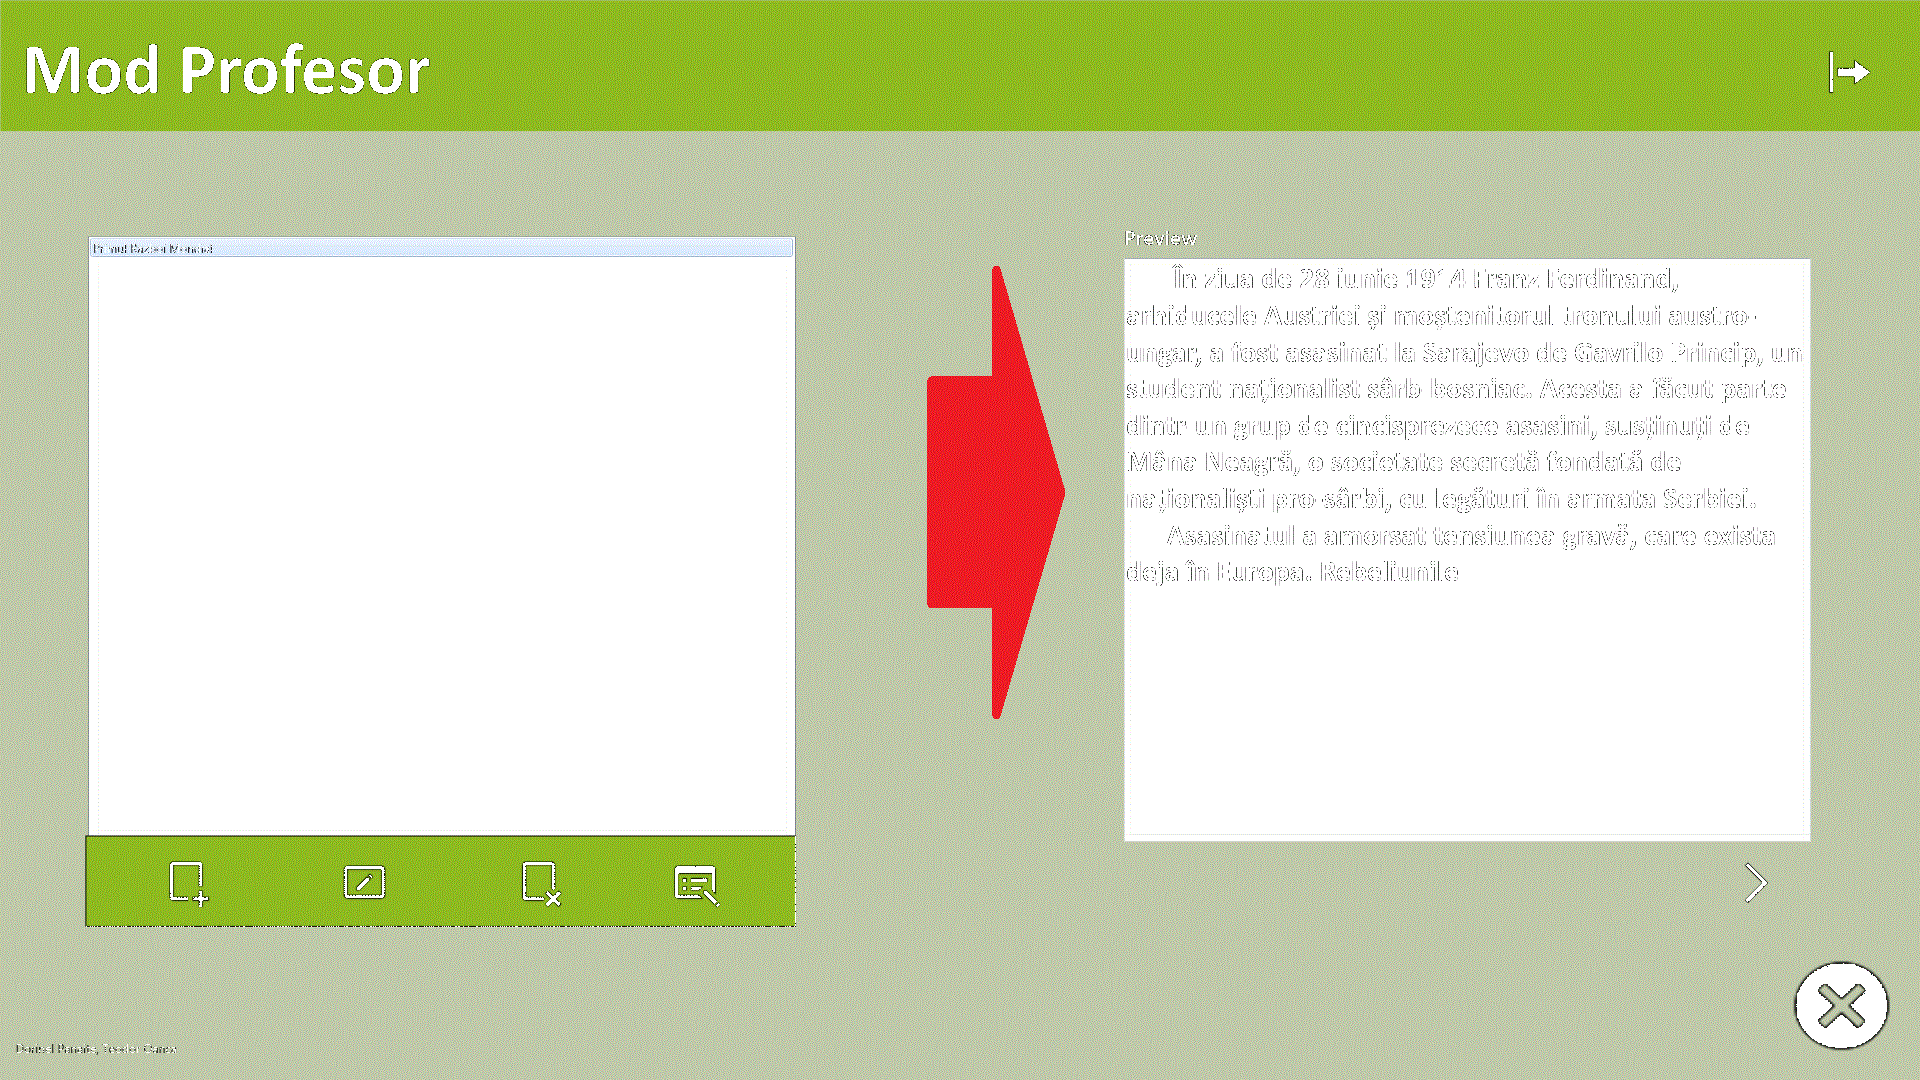 Mod Profesor
Primul Razboi Mondial
Preview
În ziua de 28 iunie 1914 Franz Ferdinand,
arhiducele Austriei și moștenitorul tronului austro-
ungar, a fost asasinat la Sarajevo de Gavrilo Princip, un
student naționalist sârb bosniac. Acesta a făcut parte
dintr-un grup de cincisprezece asasini, susținuți de
Mâna Neagră, o societate secretă fondată de
naționaliști pro-sârbi, cu legături în armata Serbiei.
Asasinatul a amorsat tensiunea gravă, care exista
deja în Europa. Rebeliunile